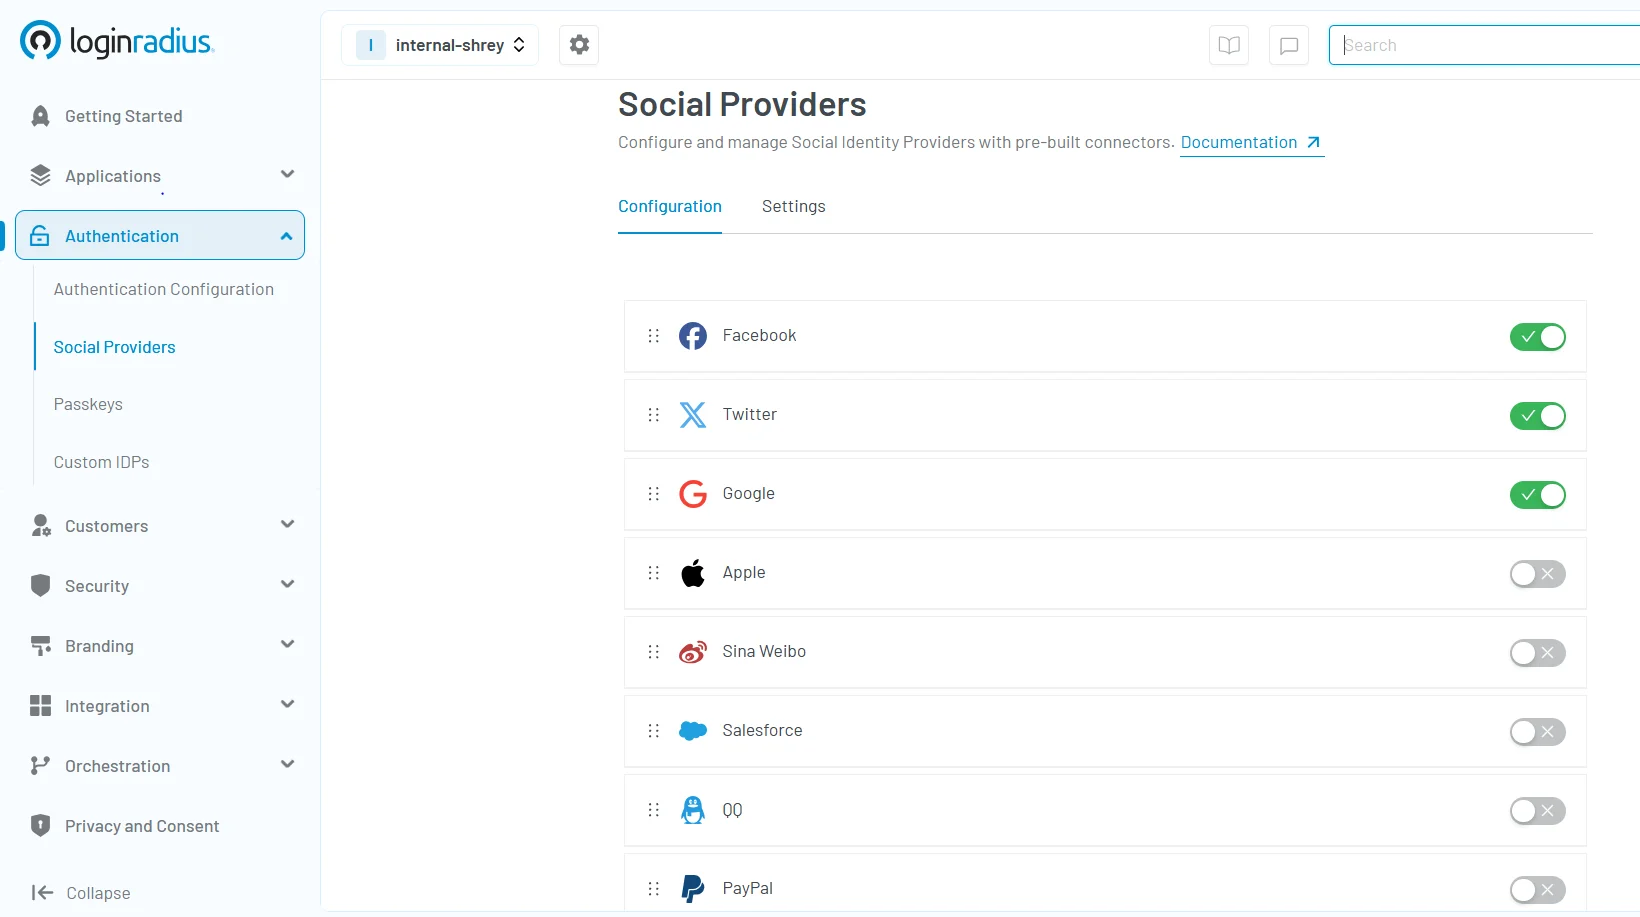 loginradius
I
internal-shrey
Search
Getting Started
Applications
Authentication
Authentication Configuration
Social Providers
Passkeys
Custom IDPs
Customers
Security
Branding
Integration
Orchestration
Privacy and Consent
Collapse
Social Providers
Configure and manage Social Identity Providers with pre-built connectors. Documentation
Configuration Settings
Facebook
Twitter
Google
Apple
Sina Weibo
Salesforce
QQ
PayPal